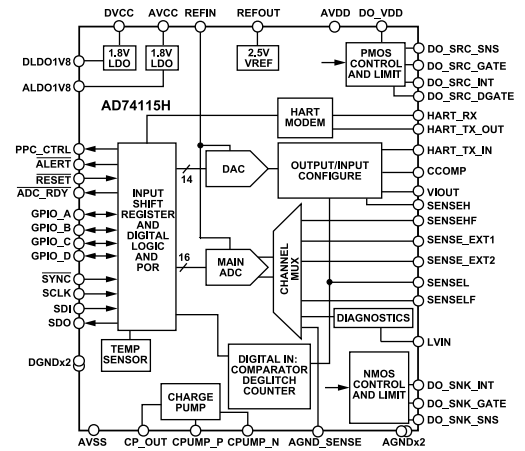 DVCC
AVCC
REFIN
REFOUT
AVDD
DO_VDD
1.8V
LDO
1.8V
LDO
2.5V
VREF
PMOS
CONTROL
AND LIMIT
DO_SRC_SNS
DO_SRC_GATE
DO_SRC_INT
DO_SRC_DGATE
DLDO1V8
ALDO1V8
AD74115H
HART
MODEM
HART_RX
HART_TX_OUT
PPC_CTRL
ALERT
RESET
ADC_RDY
GPIO_A
GPIO_B
GPIO_C
GPIO_D
SYNC
SCLK
SDI
SDO
INPUT
SHIFT
REGISTER
AND
DIGITAL
LOGIC
AND
POR
14
DAC
OUTPUT/INPUT
CONFIGURE
HART_TX_IN
CCOMP
VIOUT
SENSEH
SENSEHF
SENSE_EXT1
SENSE_EXT2
SENSEL
SENSELF
16
MAIN
ADC
CHANNEL
MUX
DIAGNOSTICS
LVIN
TEMP
SENSOR
DGNDx2
DIGITAL IN:
COMPARATOR
DEGLITCH
COUNTER
NMOS
CONTROL
AND LIMIT
DO_SNK_INT
DO_SNK_GATE
DO_SNK_SNS
CHARGE
PUMP
AVSS
CP_OUT
CPUMP_P
CPUMP_N
AGND_SENSE
AGNDx2